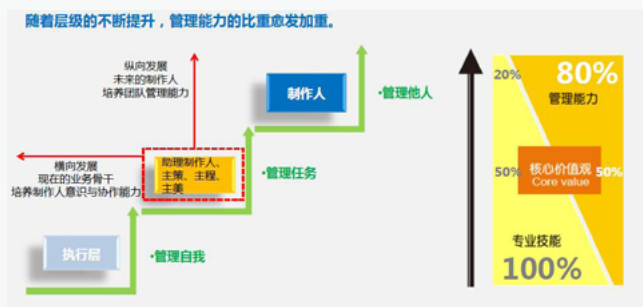 随着层级的不断提升，管理能力的比重愈发加重。
纵向发展
未来的制作人
培养团队管理能力
制作人
·管理他人
横向发展
现在的业务骨干
培养制作人意识与协作能力
助理制作人、
主策、主程、
主美
·管理任务
执行层
·管理自我
20%
80%
管理能力
50%
核心价值观
Core value
50%
专业技能
100%